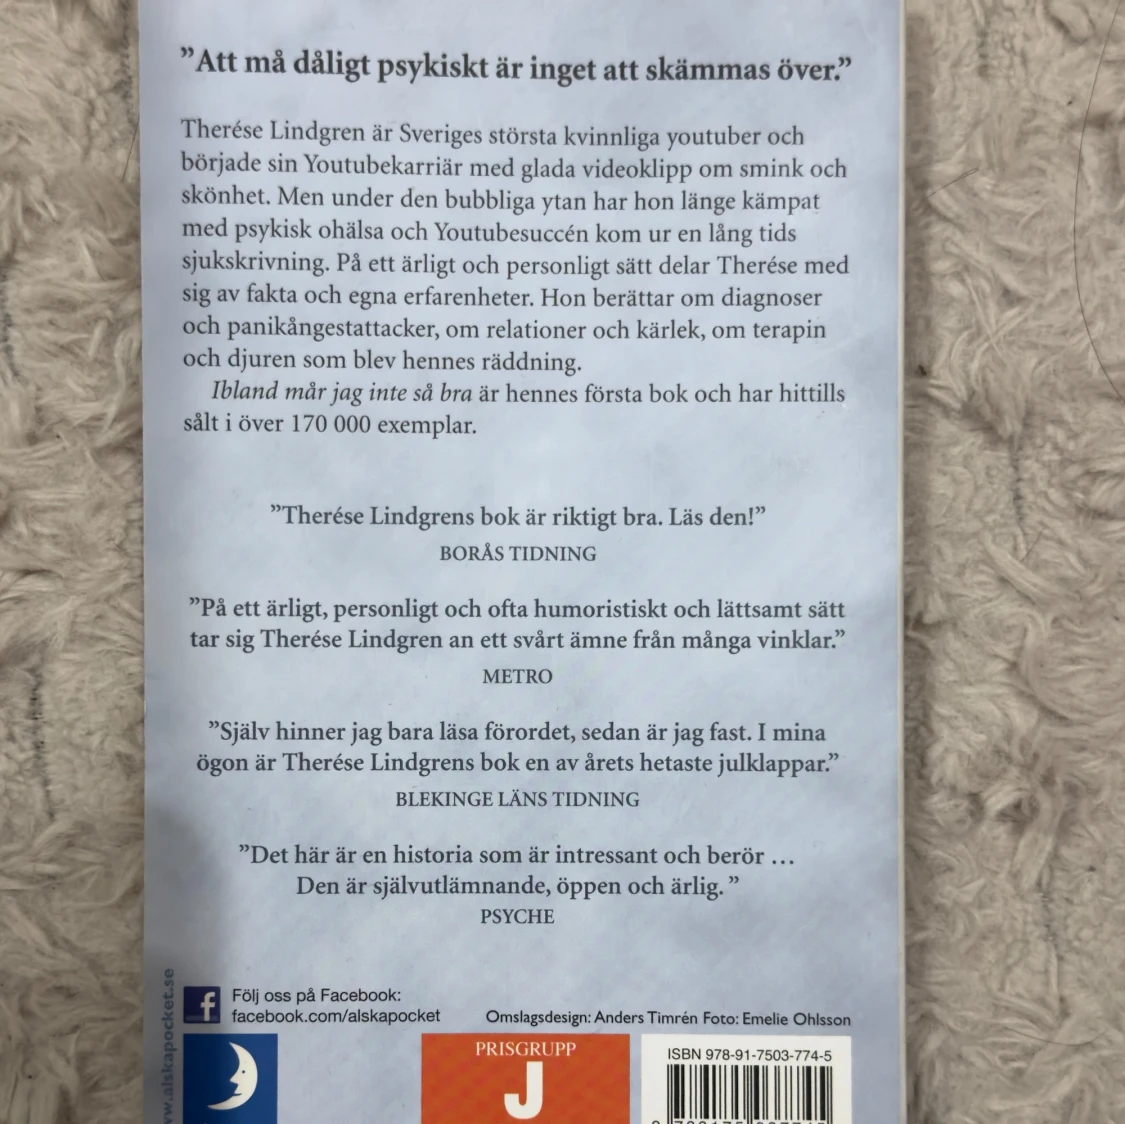 ”Att må dåligt psykiskt är inget att skämmas över.”
Therése Lindgren är Sveriges största kvinnliga youtuber och
började sin Youtubekarriär med glada videoklipp om smink och
skönhet. Men under den bubbliga ytan har hon länge kämpat
med psykisk ohälsa och Youtubesuccén kom ur en lång tids
sjukskrivning. På ett ärligt och personligt sätt delar Therése med
sig av fakta och egna erfarenheter. Hon berättar om diagnoser
och panikångestattacker, om relationer och kärlek, om terapin
och djuren som blev hennes räddning.
Ibland mår jag inte så bra är hennes första bok och har hittills
sålt i över 170 000 exemplar.
”Therése Lindgrens bok är riktigt bra. Läs den!”
BORÅS TIDNING
”På ett ärligt, personligt och ofta humoristiskt och lättsamt sätt
tar sig Therése Lindgren an ett svårt ämne från många vinklar.”
METRO
”Själv hinner jag bara läsa förordet, sedan är jag fast. I mina
ögon är Therése Lindgrens bok en av årets hetaste julklappar.”
BLEKINGE LÄNS TIDNING
”Det här är en historia som är intressant och berör …
Den är självutlämnande, öppen och ärlig. ”
PSYCHE
f Följ oss på Facebook:
facebook.com/alskapocket
Omslagsdesign: Anders Timrén Foto: Emelie Ohlsson
w.alskapocket.se
PRISGRUPP
J
ISBN 978-91-7503-774-5